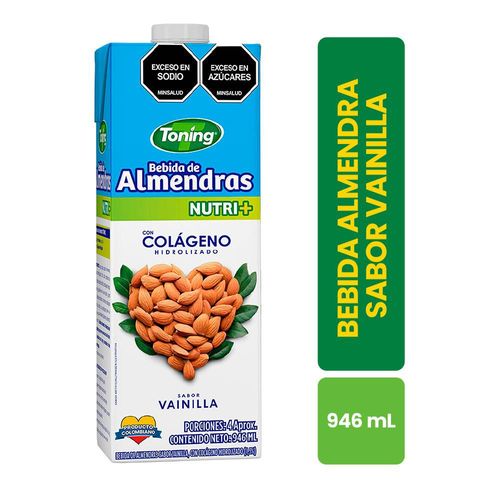 EXCESO EN
SODIO
MINSALUD
EXCESO EN
AZÚCARES
MINSALUD
Toning
Bebida de
Almendras
NUTRI+
CON
COLÁGENO
HIDROLIZADO
SABOR
VAINILLA
PRODUCTO
COLOMBIANO
PORCIONES: 4 Aprox.
CONTENIDO NETO: 946 ML
BEBIDA ALMENDRA
SABOR VAINILLA
946 mL